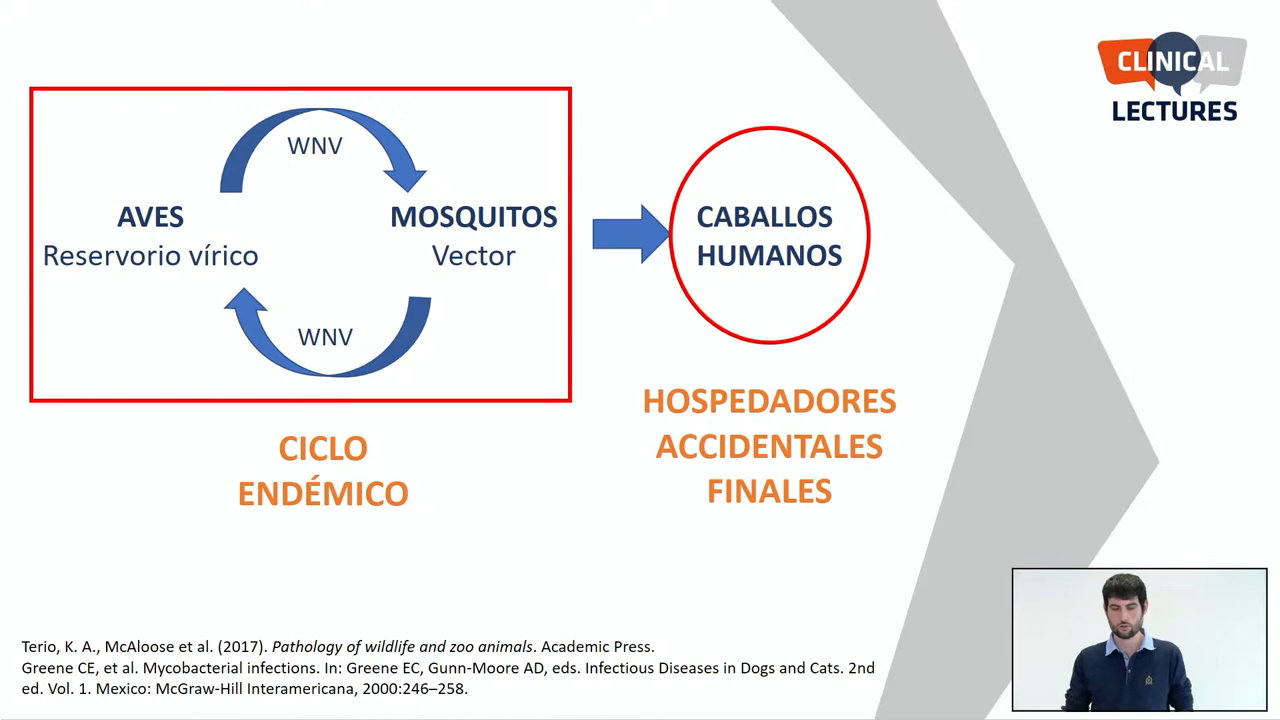 CLINICAL
LECTURES
WNV
AVES
Reservorio vírico
MOSQUITOS
Vector
WNV
CABALLOS
HUMANOS
CICLO
ENDÉMICO
HOSPEDADORES
ACCIDENTALES
FINALES
Terio, K. A., McAloose et al. (2017). Pathology of wildlife and zoo animals. Academic Press.
Greene CE, et al. Mycobacterial infections. In: Greene EC, Gunn-Moore AD, eds. Infectious Diseases in Dogs and Cats. 2nd
ed. Vol. 1. Mexico: McGraw-Hill Interamericana, 2000:246–258.